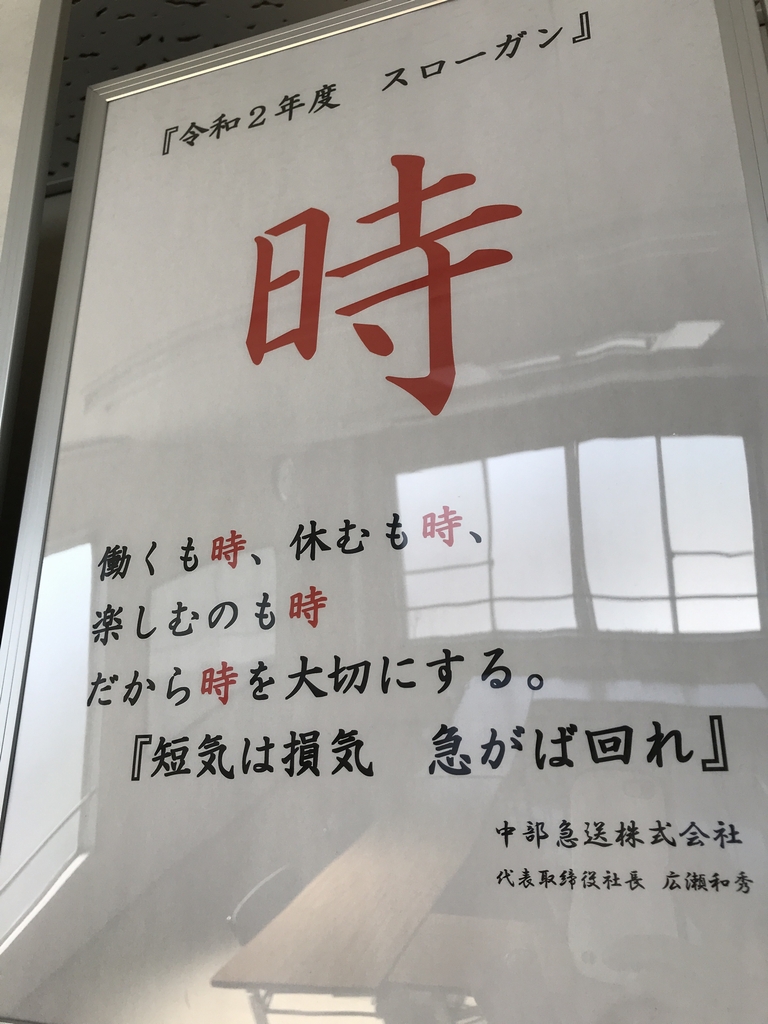 『令和２年度　スローガン』
時
働くも時、休むも時、
楽しむのも時
だから時を大切にする。
『短気は損気　急がば回れ』
中部急送株式会社
代表取締役社長　広瀬和秀